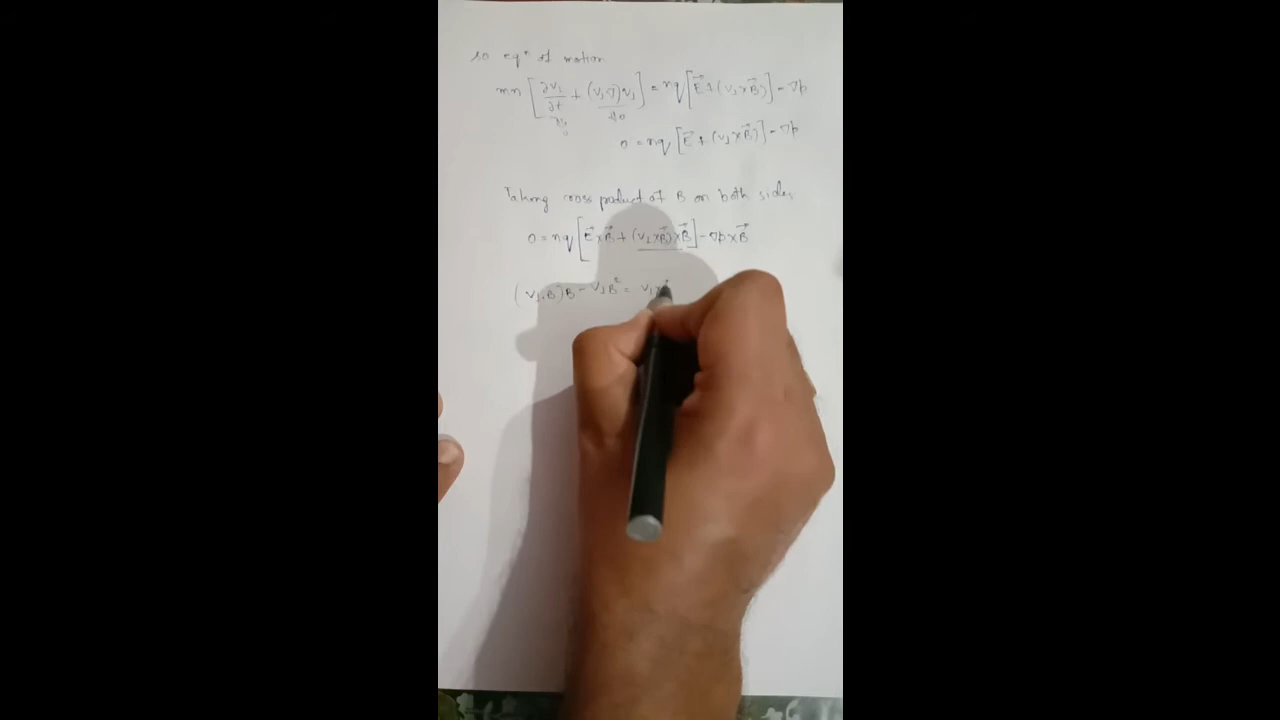 so eqⁿ of motion
mn [∂v⊥/∂t + (v⊥·∇)v⊥] = nq [E⃗ + (v⊥×B⃗)] - ∇p
0 = nq [E⃗ + (v⊥×B⃗)] - ∇p
Taking cross product of B on both sides
0 = nq [E⃗×B⃗ + (v⊥×B⃗)×B⃗] - ∇p×B⃗
(v⊥.B)B - v⊥B² = v⊥